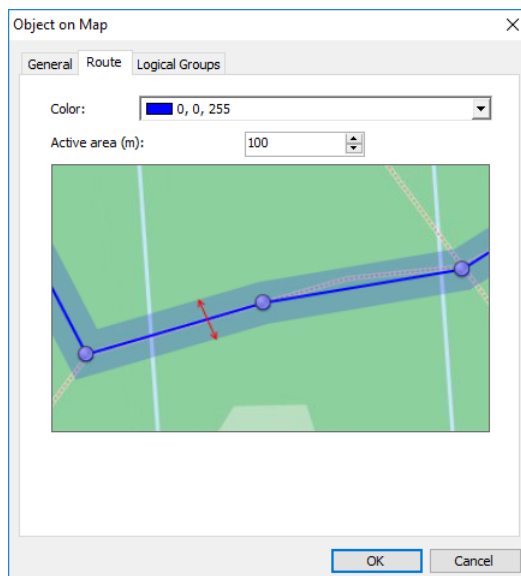 Object on Map
General Route Logical Groups
Color: 0, 0, 255
Active area (m): 100
OK Cancel